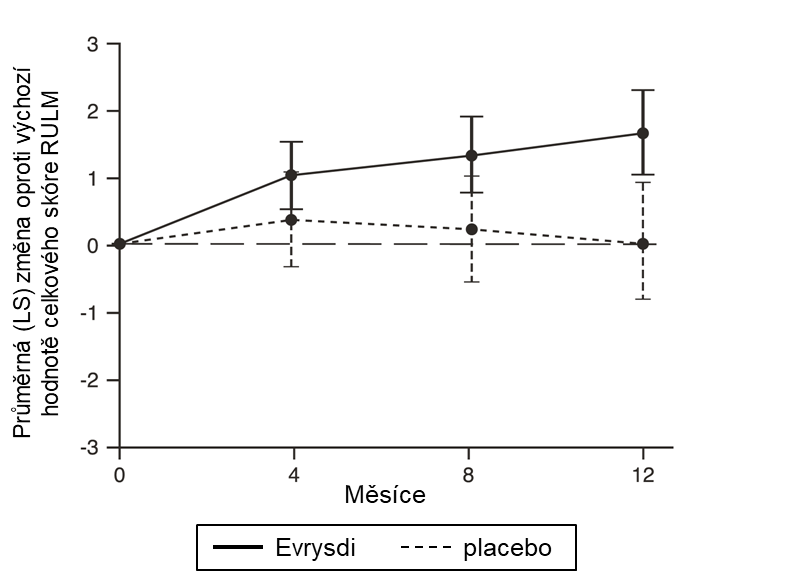 Průměrná (LS) změna oproti výchozí
hodnotě celkového skóre RULM
3
2
1
0
-1
-2
-3
0 4 8 12
Měsíce
Evrysdi placebo